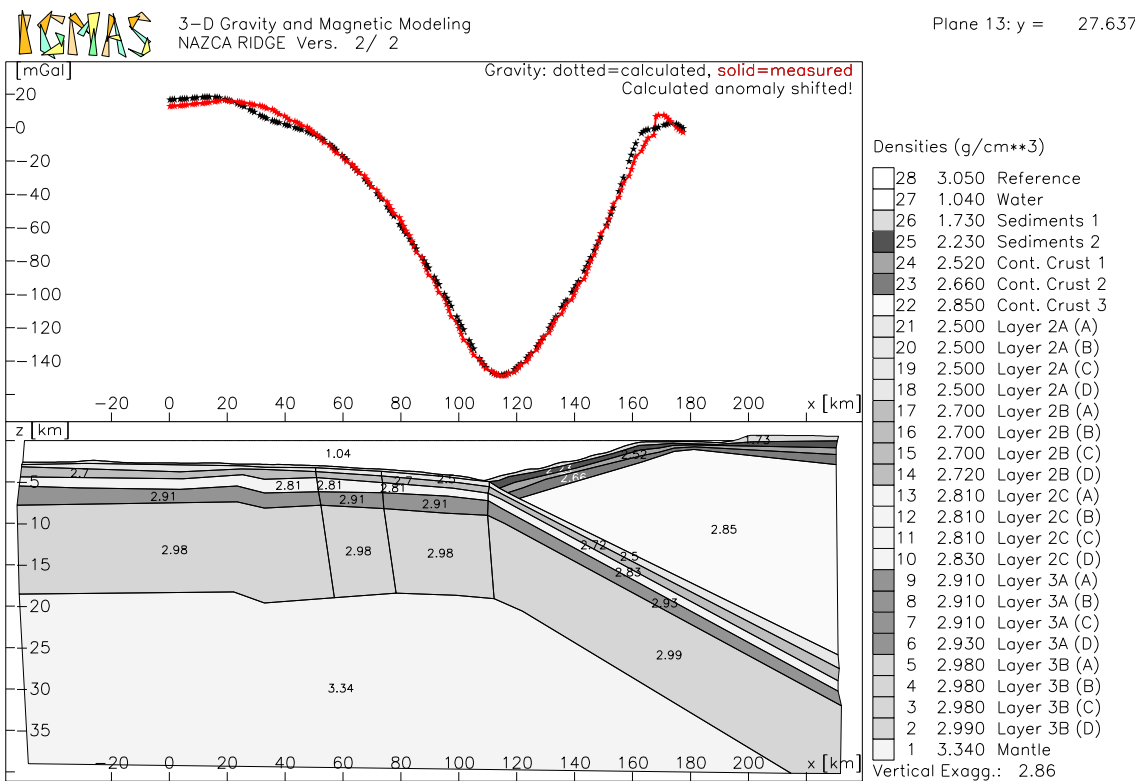 IGMAS
3-D Gravity and Magnetic Modeling
NAZCA RIDGE Vers. 2/ 2
Plane 13: y = 27.637
[mGal]
Gravity: dotted=calculated, solid=measured
Calculated anomaly shifted!
20
0
-20
-40
-60
-80
-100
-120
-140
-20 0 20 40 60 80 100 120 140 160 180 200 x [km]
z [km]
1.04
.73
2.52
2.66
2.7 2.81 2.81 2.7 2.81 2.5
2.91 2.91 2.91
2.98 2.98 2.98
2.85
2.72 2.5
2.83
2.93
2.99
3.34
-5
-10
-15
-20
-25
-30
-35
-20 0 20 40 60 80 100 120 140 160 180 200 x [km]
Densities (g/cm**3)
28 3.050 Reference
27 1.040 Water
26 1.730 Sediments 1
25 2.230 Sediments 2
24 2.520 Cont. Crust 1
23 2.660 Cont. Crust 2
22 2.850 Cont. Crust 3
21 2.500 Layer 2A (A)
20 2.500 Layer 2A (B)
19 2.500 Layer 2A (C)
18 2.500 Layer 2A (D)
17 2.700 Layer 2B (A)
16 2.700 Layer 2B (B)
15 2.700 Layer 2B (C)
14 2.720 Layer 2B (D)
13 2.810 Layer 2C (A)
12 2.810 Layer 2C (B)
11 2.810 Layer 2C (C)
10 2.830 Layer 2C (D)
9 2.910 Layer 3A (A)
8 2.910 Layer 3A (B)
7 2.910 Layer 3A (C)
6 2.930 Layer 3A (D)
5 2.980 Layer 3B (A)
4 2.980 Layer 3B (B)
3 2.980 Layer 3B (C)
2 2.990 Layer 3B (D)
1 3.340 Mantle
Vertical Exagg.: 2.86